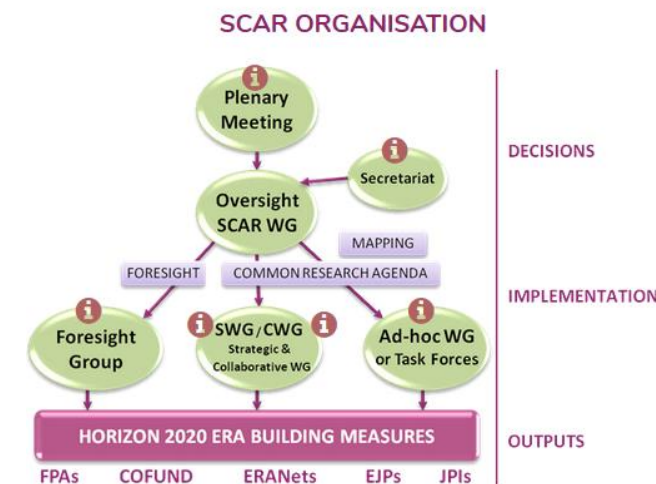 SCAR ORGANISATION
i
Plenary
Meeting
DECISIONS
i
Secretariat
Oversight
SCAR WG
MAPPING
FORESIGHT
COMMON RESEARCH AGENDA
IMPLEMENTATION
i
Foresight
Group
i
SWG / CWG
i
Strategic &
Collaborative WG
i
Ad-hoc WG
or Task Forces
HORIZON 2020 ERA BUILDING MEASURES
OUTPUTS
FPAs COFUND ERANets EJPs JPIs